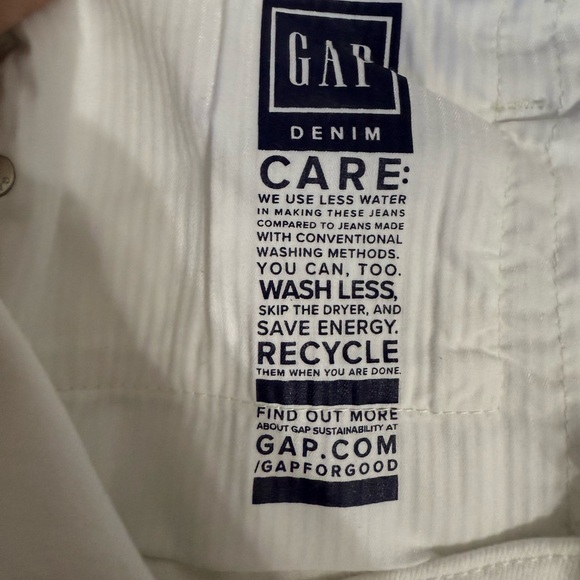 GAP
DENIM
CARE:
WE USE LESS WATER
IN MAKING THESE JEANS
COMPARED TO JEANS MADE
WITH CONVENTIONAL
WASHING METHODS.
YOU CAN, TOO.
WASH LESS,
SKIP THE DRYER, AND
SAVE ENERGY.
RECYCLE
THEM WHEN YOU ARE DONE.
FIND OUT MORE
ABOUT GAP SUSTAINABILITY AT
GAP.COM
/GAPFORGOOD